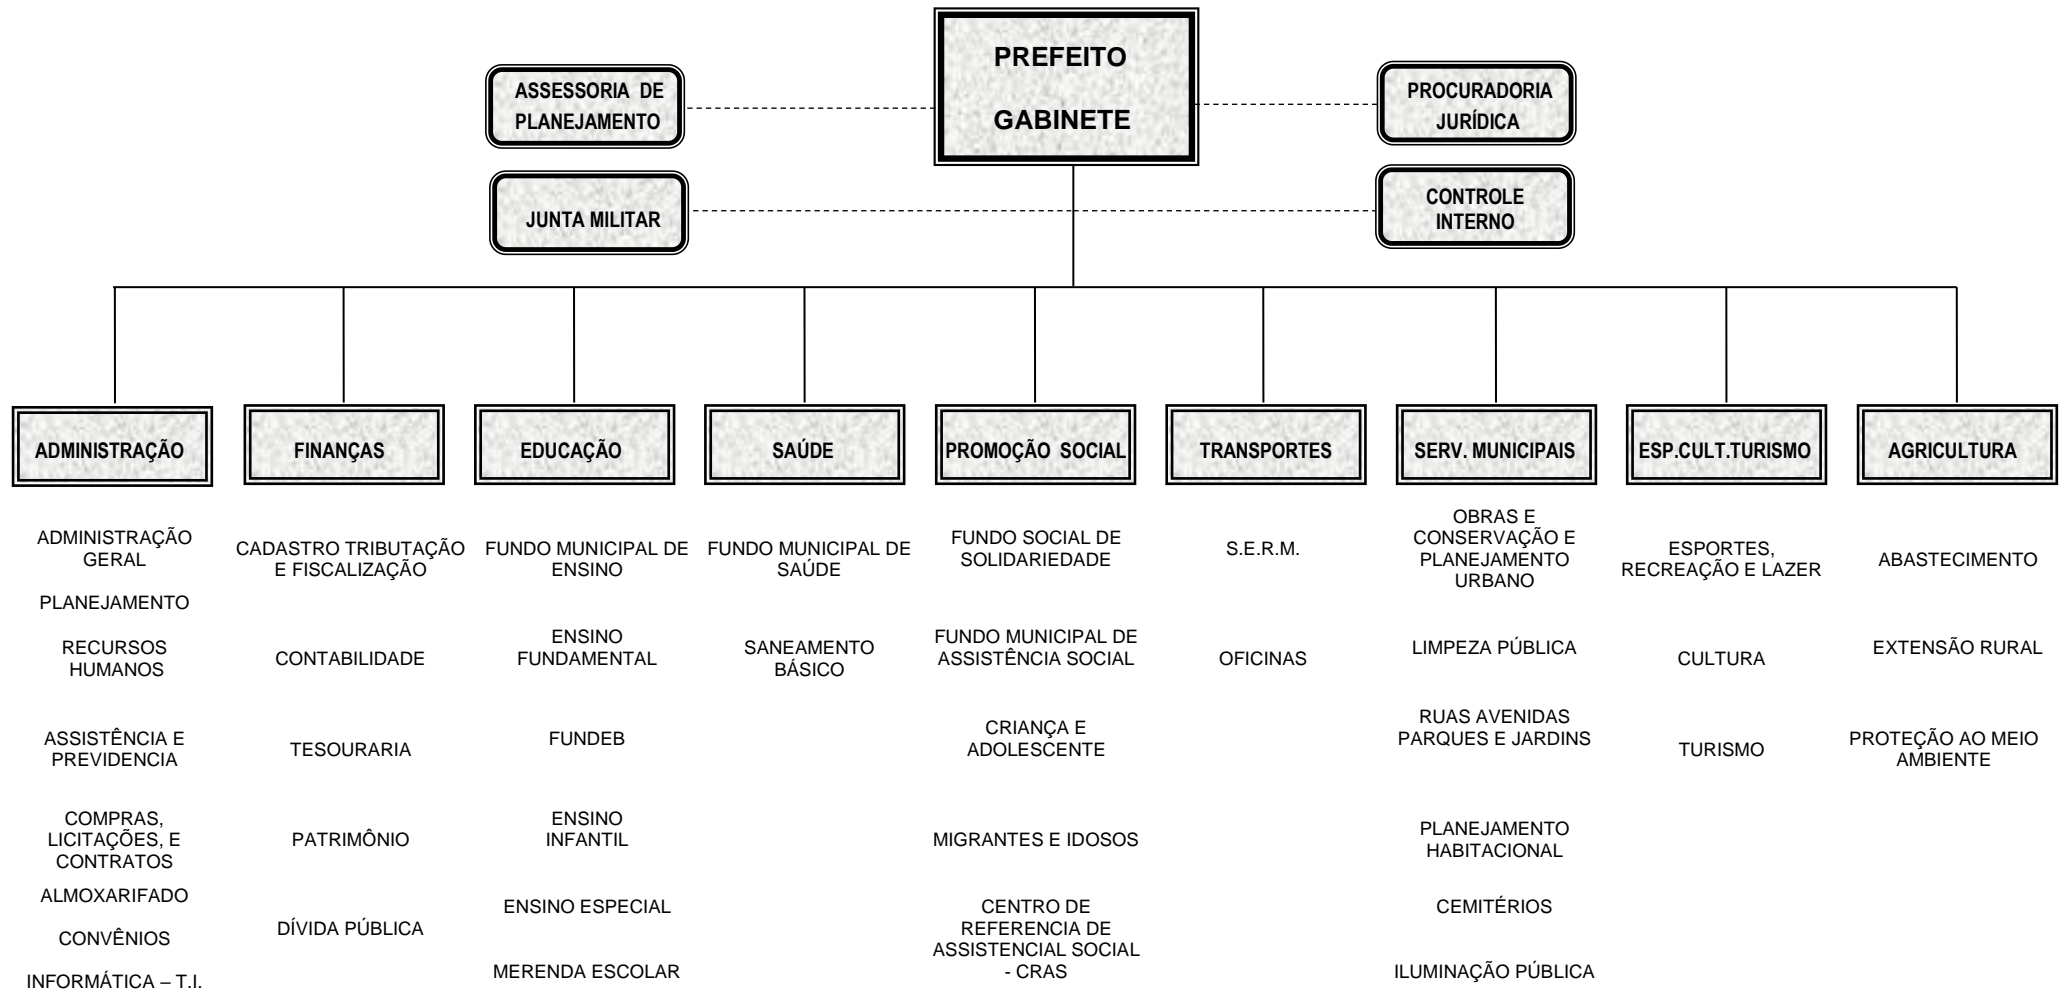 PREFEITO
GABINETE
ASSESSORIA DE
PLANEJAMENTO
PROCURADORIA
JURÍDICA
JUNTA MILITAR
CONTROLE
INTERNO
ADMINISTRAÇÃO
FINANÇAS
EDUCAÇÃO
SAÚDE
PROMOÇÃO SOCIAL
TRANSPORTES
SERV. MUNICIPAIS
ESP.CULT.TURISMO
AGRICULTURA
ADMINISTRAÇÃO
GERAL
PLANEJAMENTO
RECURSOS
HUMANOS
ASSISTÊNCIA E
PREVIDENCIA
COMPRAS,
LICITAÇÕES, E
CONTRATOS
ALMOXARIFADO
CONVÊNIOS
INFORMÁTICA – T.I.
CADASTRO TRIBUTAÇÃO
E FISCALIZAÇÃO
CONTABILIDADE
TESOURARIA
PATRIMÔNIO
DÍVIDA PÚBLICA
FUNDO MUNICIPAL DE
ENSINO
ENSINO
FUNDAMENTAL
FUNDEB
ENSINO
INFANTIL
ENSINO ESPECIAL
MERENDA ESCOLAR
FUNDO MUNICIPAL DE
SAÚDE
SANEAMENTO
BÁSICO
FUNDO SOCIAL DE
SOLIDARIEDADE
FUNDO MUNICIPAL DE
ASSISTÊNCIA SOCIAL
CRIANÇA E
ADOLESCENTE
MIGRANTES E IDOSOS
CENTRO DE
REFERENCIA DE
ASSISTENCIAL SOCIAL
- CRAS
S.E.R.M.
OFICINAS
OBRAS E
CONSERVAÇÃO E
PLANEJAMENTO
URBANO
LIMPEZA PÚBLICA
RUAS AVENIDAS
PARQUES E JARDINS
PLANEJAMENTO
HABITACIONAL
CEMITÉRIOS
ILUMINAÇÃO PÚBLICA
ESPORTES,
RECREAÇÃO E LAZER
CULTURA
TURISMO
ABASTECIMENTO
EXTENSÃO RURAL
PROTEÇÃO AO MEIO
AMBIENTE